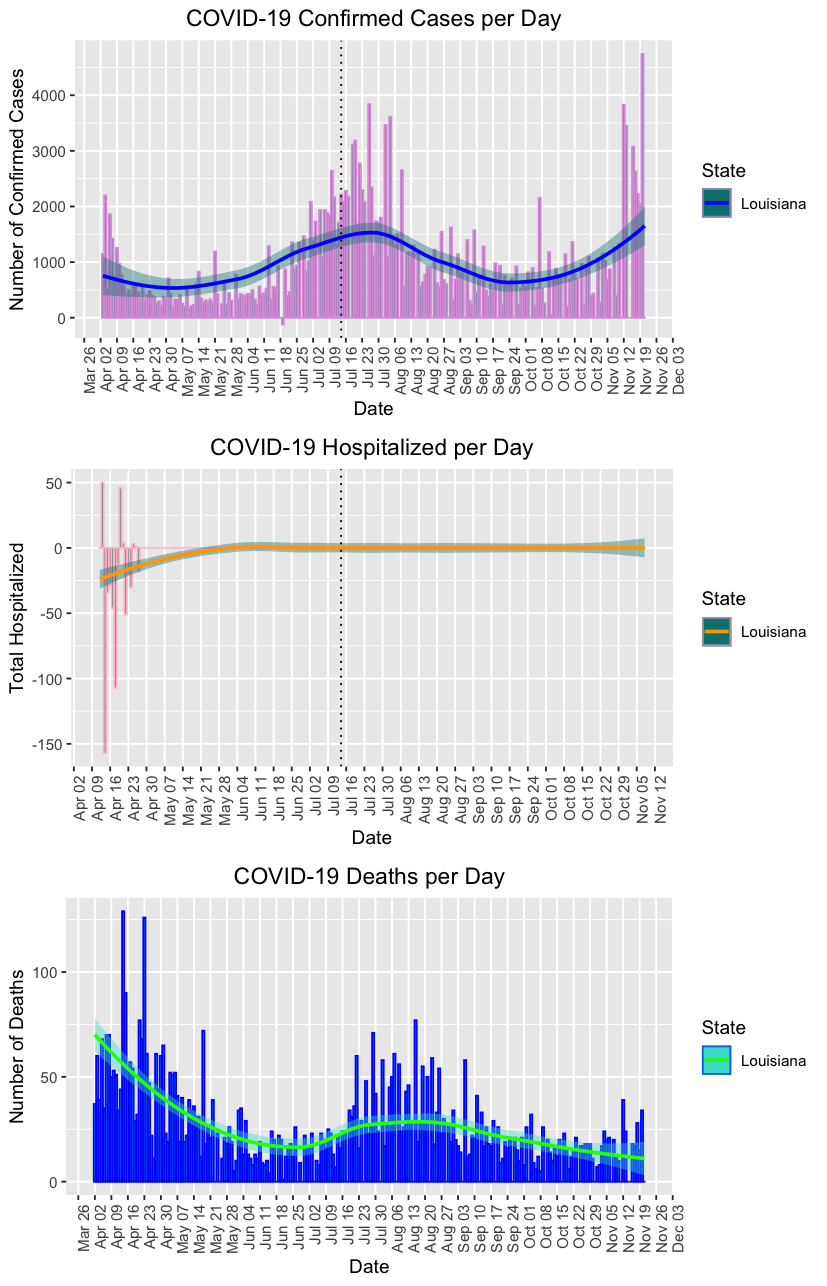 COVID-19 Confirmed Cases per Day
Number of Confirmed Cases
4000
3000
2000
1000
0
Mar 26
Apr 02
Apr 09
Apr 16
Apr 23
Apr 30
May 07
May 14
May 21
May 28
Jun 04
Jun 11
Jun 18
Jun 25
Jul 02
Jul 09
Jul 16
Jul 23
Jul 30
Aug 06
Aug 13
Aug 20
Aug 27
Sep 03
Sep 10
Sep 17
Sep 24
Oct 01
Oct 08
Oct 15
Oct 22
Oct 29
Nov 05
Nov 12
Nov 19
Nov 26
Dec 03
Date
State
Louisiana
COVID-19 Hospitalized per Day
Total Hospitalized
50
0
-50
-100
-150
Apr 02
Apr 09
Apr 16
Apr 23
Apr 30
May 07
May 14
May 21
May 28
Jun 04
Jun 11
Jun 18
Jun 25
Jul 02
Jul 09
Jul 16
Jul 23
Jul 30
Aug 06
Aug 13
Aug 20
Aug 27
Sep 03
Sep 10
Sep 17
Sep 24
Oct 01
Oct 08
Oct 15
Oct 22
Oct 29
Nov 05
Nov 12
Date
State
Louisiana
COVID-19 Deaths per Day
Number of Deaths
100
50
0
Mar 26
Apr 02
Apr 09
Apr 16
Apr 23
Apr 30
May 07
May 14
May 21
May 28
Jun 04
Jun 11
Jun 18
Jun 25
Jul 02
Jul 09
Jul 16
Jul 23
Jul 30
Aug 06
Aug 13
Aug 20
Aug 27
Sep 03
Sep 10
Sep 17
Sep 24
Oct 01
Oct 08
Oct 15
Oct 22
Oct 29
Nov 05
Nov 12
Nov 19
Nov 26
Dec 03
Date
State
Louisiana